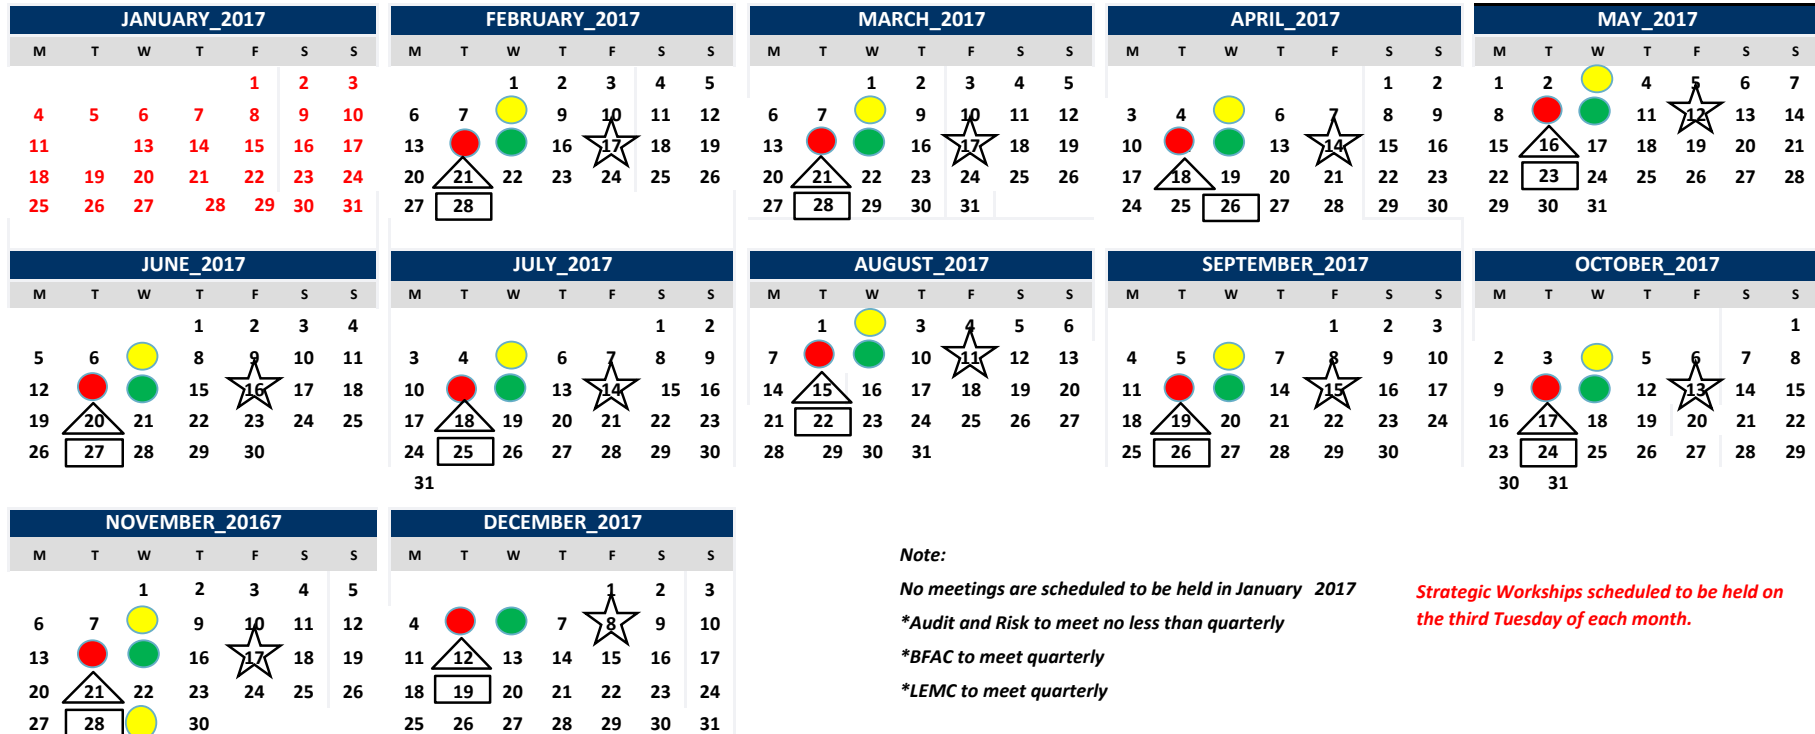 JANUARY_2017 FEBRUARY_2017 MARCH_2017 APRIL_2017 MAY_2017
M T W T F S S M T W T F S S M T W T F S S M T W T F S S M T W T F S S
1 2 3 1 2 3 4 5 1 2 3 4 5 1 2 1 2 4 5 6 7
4 5 6 7 8 9 10 6 7 9 10 11 12 6 7 9 10 11 12 3 4 6 7 8 9 8 11 12 13 14
11 13 14 15 16 17 13 16 17 18 19 13 16 17 18 19 10 13 14 15 16 15 16 17 18 19 20 21
18 19 20 21 22 23 24 20 21 22 23 24 25 26 20 21 22 23 24 25 26 17 18 19 20 21 22 23 22 23 24 25 26 27 28
25 26 27 28 29 30 31 27 28 27 28 29 30 31 24 25 26 27 28 29 30 29 30 31
JUNE_2017 JULY_2017 AUGUST_2017 SEPTEMBER_2017 OCTOBER_2017
M T W T F S S M T W T F S S M T W T F S S M T W T F S S M T W T F S S
1 2 3 4 1 2 1 3 4 5 6 1 2 3 1
5 6 8 9 10 11 3 4 6 7 8 9 7 10 11 12 13 4 5 7 8 9 10 2 3 5 6 7 8
12 15 16 17 18 10 13 14 15 16 14 15 16 17 18 19 20 11 14 15 16 17 9 12 13 14 15
19 20 21 22 23 24 25 17 18 19 20 21 22 23 21 22 23 24 25 26 27 18 19 20 21 22 23 24 16 17 18 19 20 21 22
26 27 28 29 30 24 25 26 27 28 29 30 28 29 30 31 25 26 27 28 29 30 23 24 25 26 27 28 29
31 30 31
NOVEMBER_20167 DECEMBER_2017
M T W T F S S M T W T F S S
1 2 3 4 5 1 2 3
6 7 9 10 11 12 4 7 8 9 10
13 16 17 18 19 11 12 13 14 15 16 17
20 21 22 23 24 25 26 18 19 20 21 22 23 24
27 28 30 25 26 27 28 29 30 31
Note:
No meetings are scheduled to be held in January 2017
*Audit and Risk to meet no less than quarterly
*BFAC to meet quarterly
*LEMC to meet quarterly
Strategic Workships scheduled to be held on
the third Tuesday of each month.